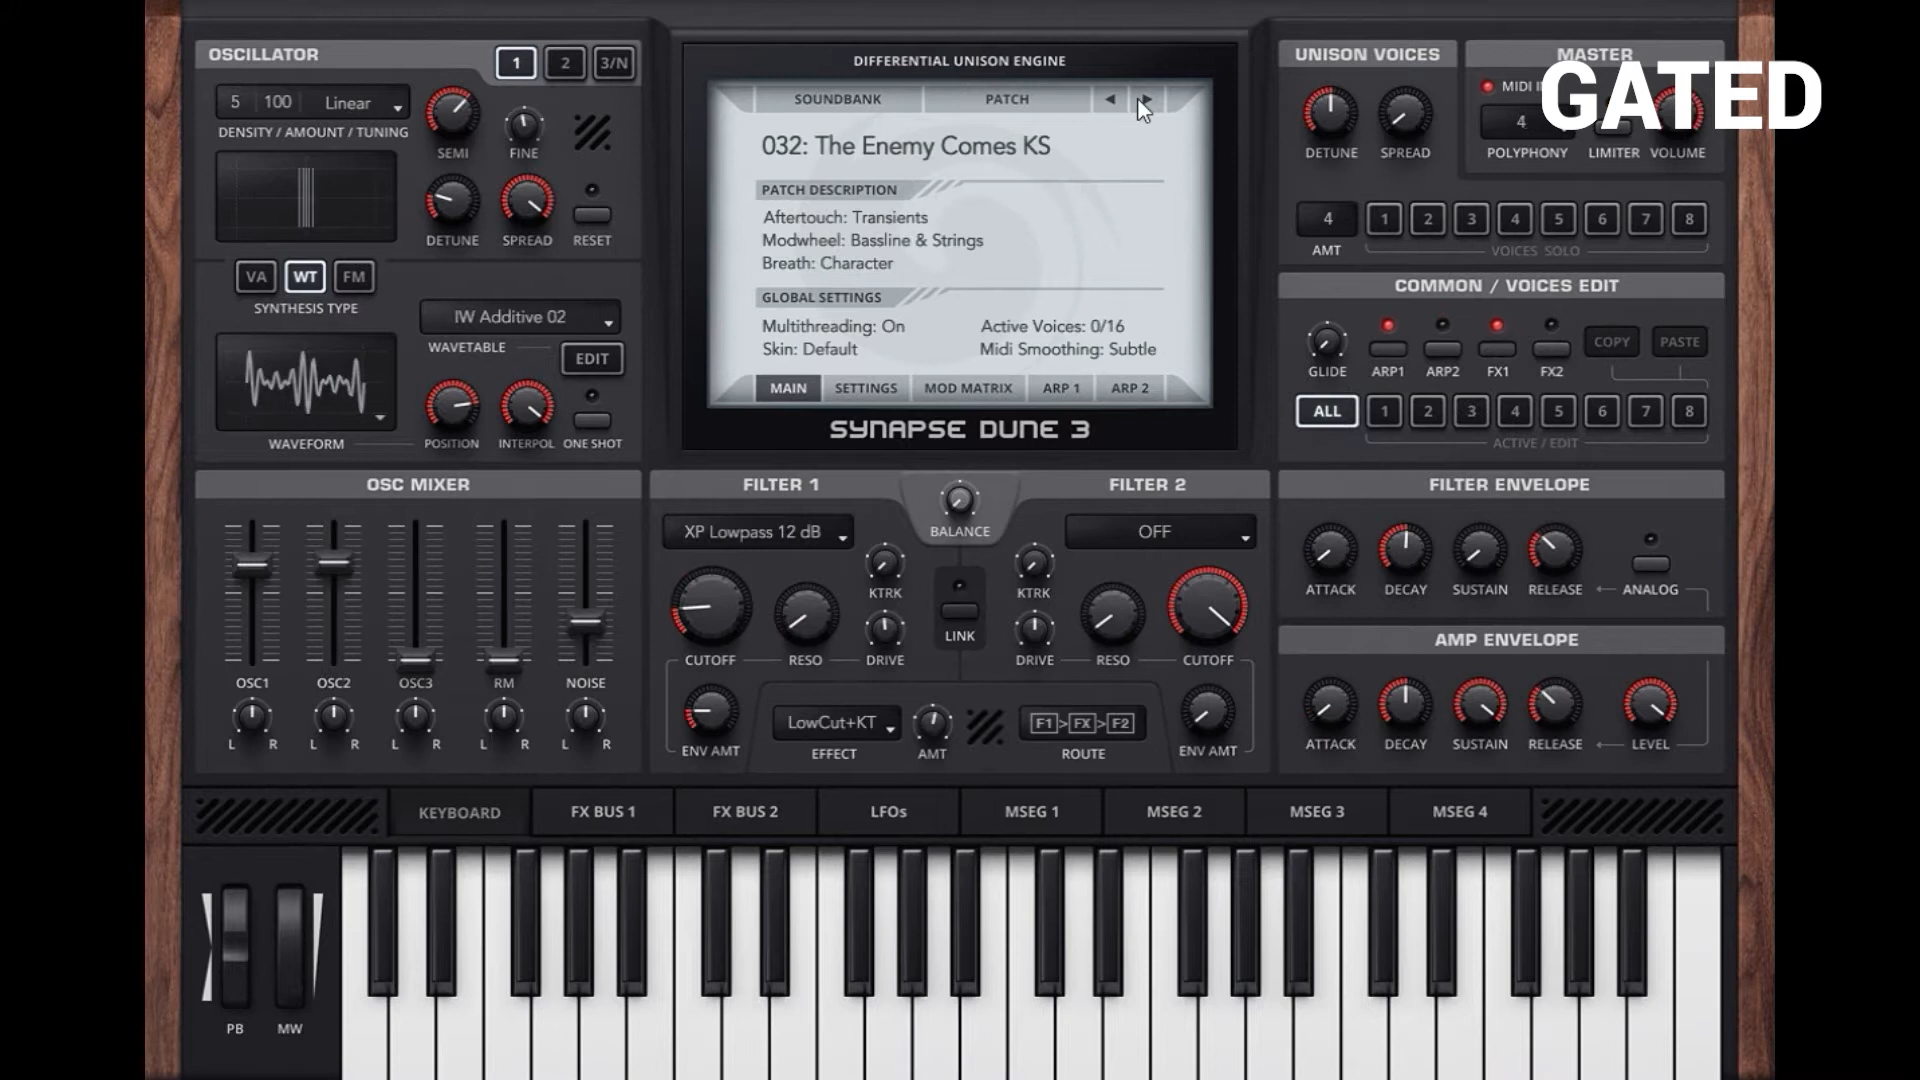 GATED
OSCILLATOR
1 2 3/N
5 100 Linear
DENSITY / AMOUNT / TUNING
SEMI
FINE
DETUNE
SPREAD
RESET
VA WT FM
SYNTHESIS TYPE
IW Additive 02
WAVETABLE
EDIT
WAVEFORM
POSITION
INTERPOL
ONE SHOT
DIFFERENTIAL UNISON ENGINE
SOUNDBANK PATCH
032: The Enemy Comes KS
PATCH DESCRIPTION
Aftertouch: Transients
Modwheel: Bassline & Strings
Breath: Character
GLOBAL SETTINGS
Multithreading: On Active Voices: 0/16
Skin: Default Midi Smoothing: Subtle
MAIN SETTINGS MOD MATRIX ARP 1 ARP 2
SYNAPSE DUNE 3
UNISON VOICES
DETUNE SPREAD
MASTER
MIDI
4
POLYPHONY LIMITER VOLUME
4 1 2 3 4 5 6 7 8
AMT VOICES SOLO
COMMON / VOICES EDIT
COPY PASTE
GLIDE ARP1 ARP2 FX1 FX2
ALL 1 2 3 4 5 6 7 8
ACTIVE / EDIT
OSC MIXER
OSC1 OSC2 OSC3 RM NOISE
L R L R L R L R L R
FILTER 1 FILTER 2
BALANCE
XP Lowpass 12 dB OFF
KTRK KTRK
LINK
CUTOFF RESO DRIVE DRIVE RESO CUTOFF
LowCut+KT F1>FX>F2
ENV AMT EFFECT AMT ROUTE ENV AMT
FILTER ENVELOPE
ATTACK DECAY SUSTAIN RELEASE ANALOG
AMP ENVELOPE
ATTACK DECAY SUSTAIN RELEASE LEVEL
KEYBOARD FX BUS 1 FX BUS 2 LFOs MSEG 1 MSEG 2 MSEG 3 MSEG 4
PB MW